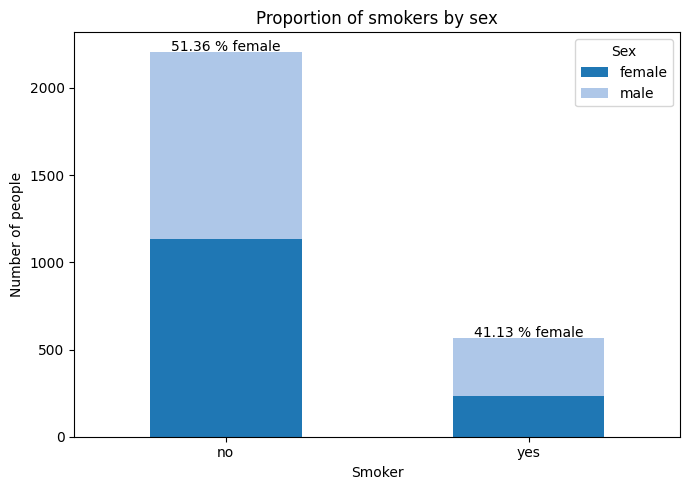 Proportion of smokers by sex
51.36 % female
Sex
female
male
2000
1500
1000
500
0
Number of people
41.13 % female
no
yes
Smoker